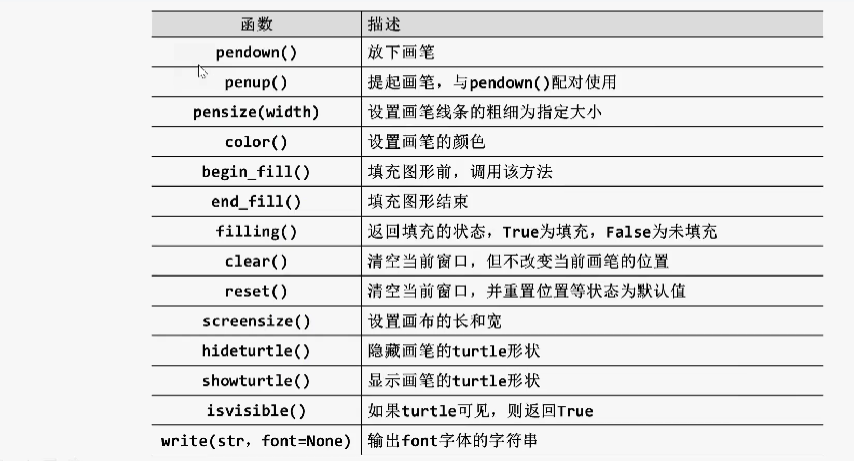 函数 描述
pendown() 放下画笔
penup() 提起画笔，与pendown()配对使用
pensize(width) 设置画笔线条的粗细为指定大小
color() 设置画笔的颜色
begin_fill() 填充图形前，调用该方法
end_fill() 填充图形结束
filling() 返回填充的状态，True为填充，False为未填充
clear() 清空当前窗口，但不改变当前画笔的位置
reset() 清空当前窗口，并重置位置等状态为默认值
screensize() 设置画布的长和宽
hideturtle() 隐藏画笔的turtle形状
showturtle() 显示画笔的turtle形状
isvisible() 如果turtle可见，则返回True
write(str，font=None) 输出font字体的字符串